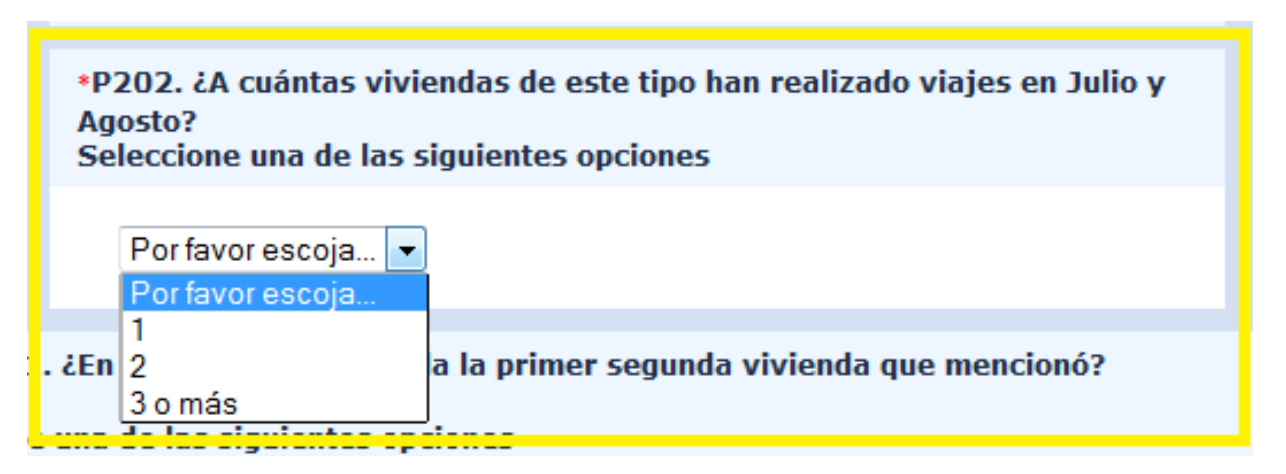 *P202. ¿A cuántas viviendas de este tipo han realizado viajes en Julio y
Agosto?
Seleccione una de las siguientes opciones
Por favor escoja...
Por favor escoja...
1
2
3 o más
. ¿En a la primer segunda vivienda que mencionó?
una de las siguientes opciones